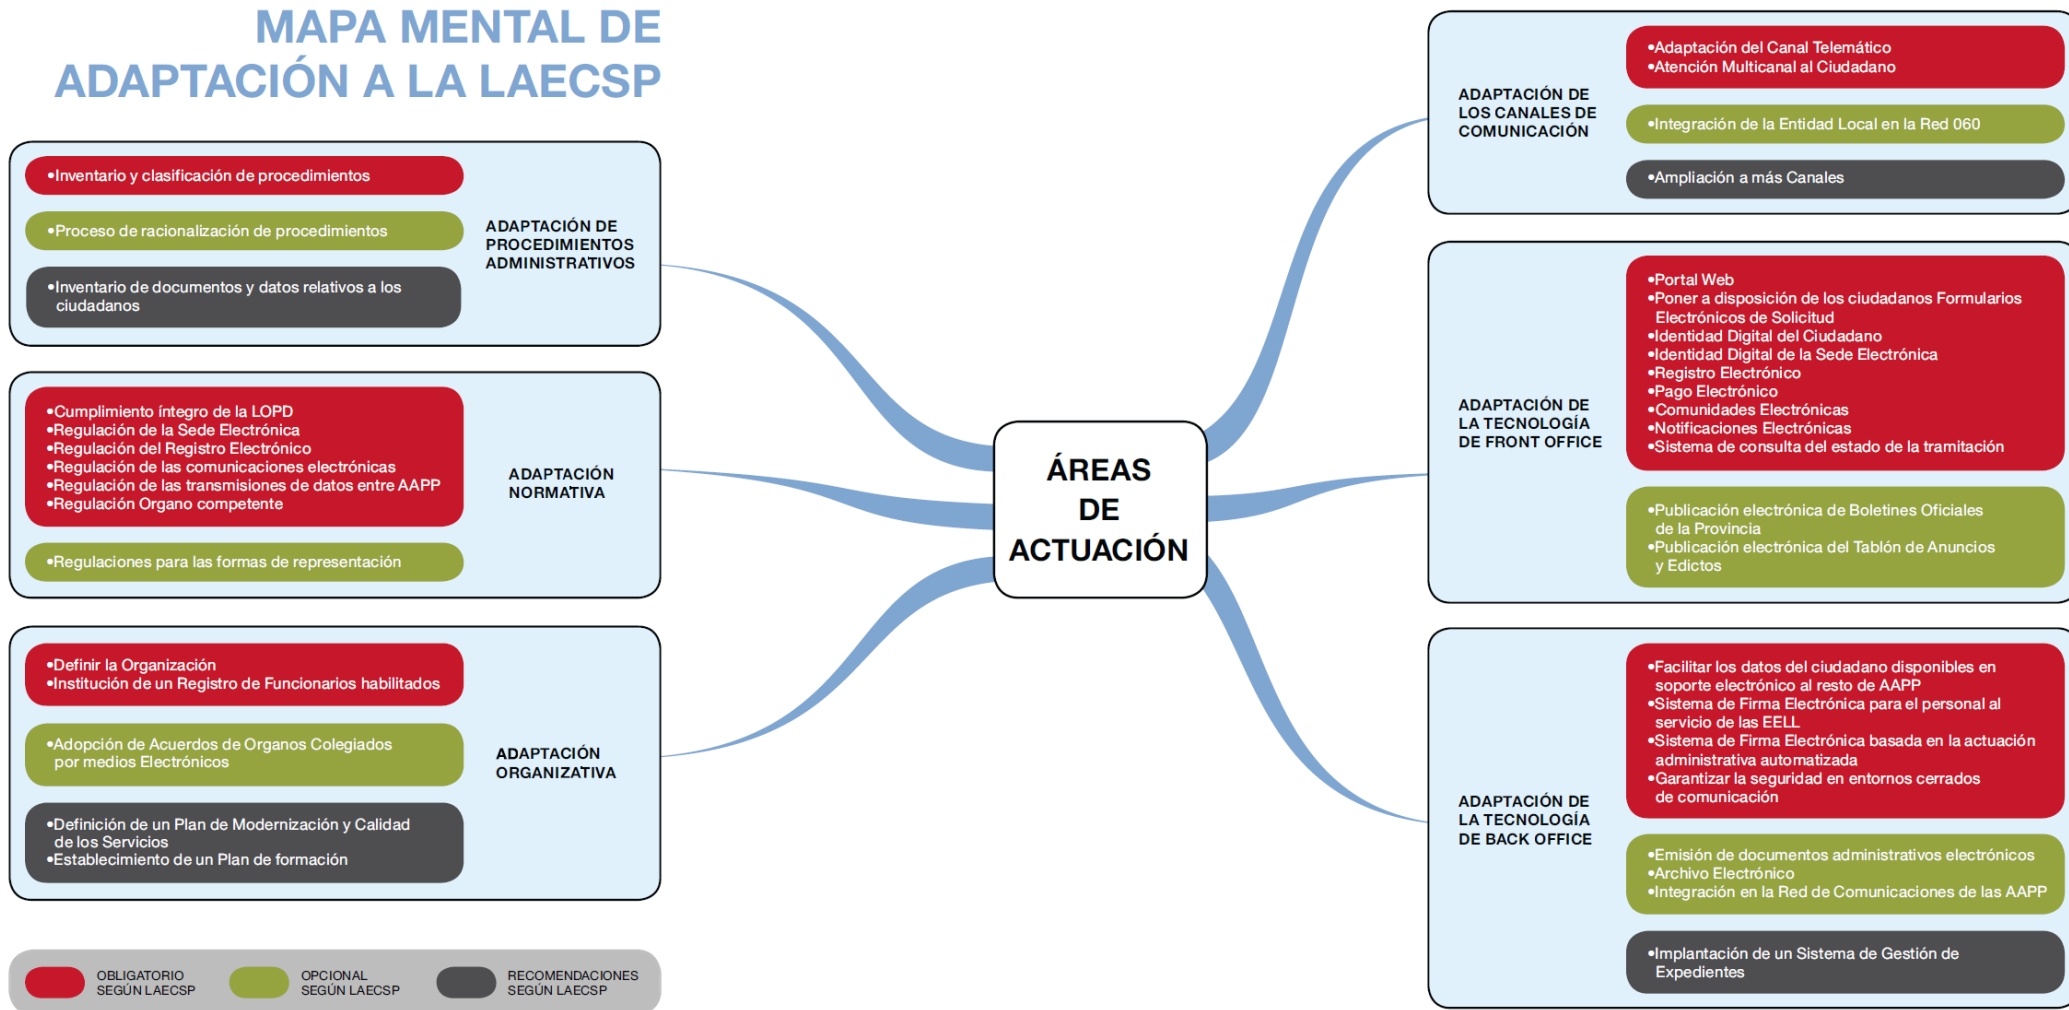 MAPA MENTAL DE
ADAPTACIÓN A LA LAECSP
•Inventario y clasificación de procedimientos
•Proceso de racionalización de procedimientos
•Inventario de documentos y datos relativos a los
ciudadanos
ADAPTACIÓN DE
PROCEDIMIENTOS
ADMINISTRATIVOS
•Cumplimiento íntegro de la LOPD
•Regulación de la Sede Electrónica
•Regulación del Registro Electrónico
•Regulación de las comunicaciones electrónicas
•Regulación de las transmisiones de datos entre AAPP
•Regulación Organo competente
•Regulaciones para las formas de representación
ADAPTACIÓN
NORMATIVA
•Definir la Organización
•Institución de un Registro de Funcionarios habilitados
•Adopción de Acuerdos de Organos Colegiados
por medios Electrónicos
•Definición de un Plan de Modernización y Calidad
de los Servicios
•Establecimiento de un Plan de formación
ADAPTACIÓN
ORGANIZATIVA
OBLIGATORIO
SEGÚN LAECSP
OPCIONAL
SEGÚN LAECSP
RECOMENDACIONES
SEGÚN LAECSP
ÁREAS
DE
ACTUACIÓN
ADAPTACIÓN DE
LOS CANALES DE
COMUNICACIÓN
•Adaptación del Canal Telemático
•Atención Multicanal al Ciudadano
•Integración de la Entidad Local en la Red 060
•Ampliación a más Canales
ADAPTACIÓN DE
LA TECNOLOGÍA
DE FRONT OFFICE
•Portal Web
•Poner a disposición de los ciudadanos Formularios
Electrónicos de Solicitud
•Identidad Digital del Ciudadano
•Identidad Digital de la Sede Electrónica
•Registro Electrónico
•Pago Electrónico
•Comunidades Electrónicas
•Notificaciones Electrónicas
•Sistema de consulta del estado de la tramitación
•Publicación electrónica de Boletines Oficiales
de la Provincia
•Publicación electrónica del Tablón de Anuncios
y Edictos
ADAPTACIÓN DE
LA TECNOLOGÍA
DE BACK OFFICE
•Facilitar los datos del ciudadano disponibles en
soporte electrónico al resto de AAPP
•Sistema de Firma Electrónica para el personal al
servicio de las EELL
•Sistema de Firma Electrónica basada en la actuación
administrativa automatizada
•Garantizar la seguridad en entornos cerrados
de comunicación
•Emisión de documentos administrativos electrónicos
•Archivo Electrónico
•Integración en la Red de Comunicaciones de las AAPP
•Implantación de un Sistema de Gestión de
Expedientes